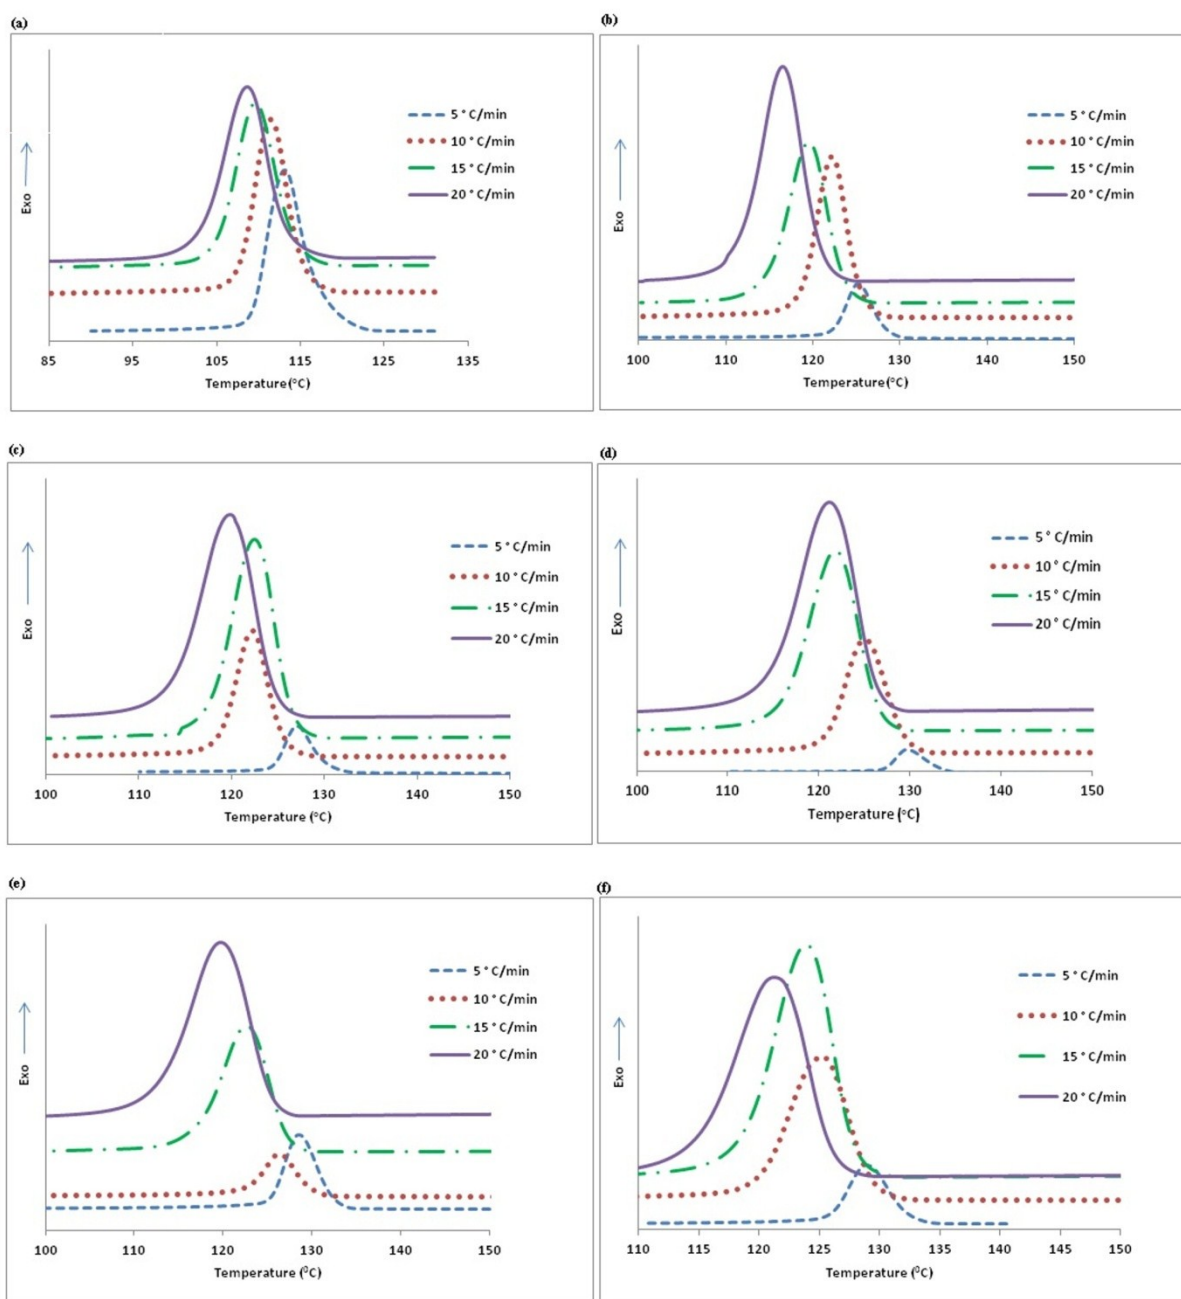 (a)
Exo
5 ° C/min
10 ° C/min
15 ° C/min
20 ° C/min
85 95 105 115 125 135
Temperature (°C)
(b)
Exo
5 ° C/min
10 ° C/min
15 ° C/min
20 ° C/min
100 110 120 130 140 150
Temperature (°C)
(c)
Exo
5 ° C/min
10 ° C/min
15 ° C/min
20 ° C/min
100 110 120 130 140 150
Temperature (°C)
(d)
Exo
5 ° C/min
10 ° C/min
15 ° C/min
20 ° C/min
100 110 120 130 140 150
Temperature (°C)
(e)
Exo
5 ° C/min
10 ° C/min
15 ° C/min
20 ° C/min
100 110 120 130 140 150
Temperature (⁰C)
(f)
Exo
5 ° C/min
10 ° C/min
15 ° C/min
20 ° C/min
110 115 120 125 130 135 140 145 150
Temperature (⁰C)